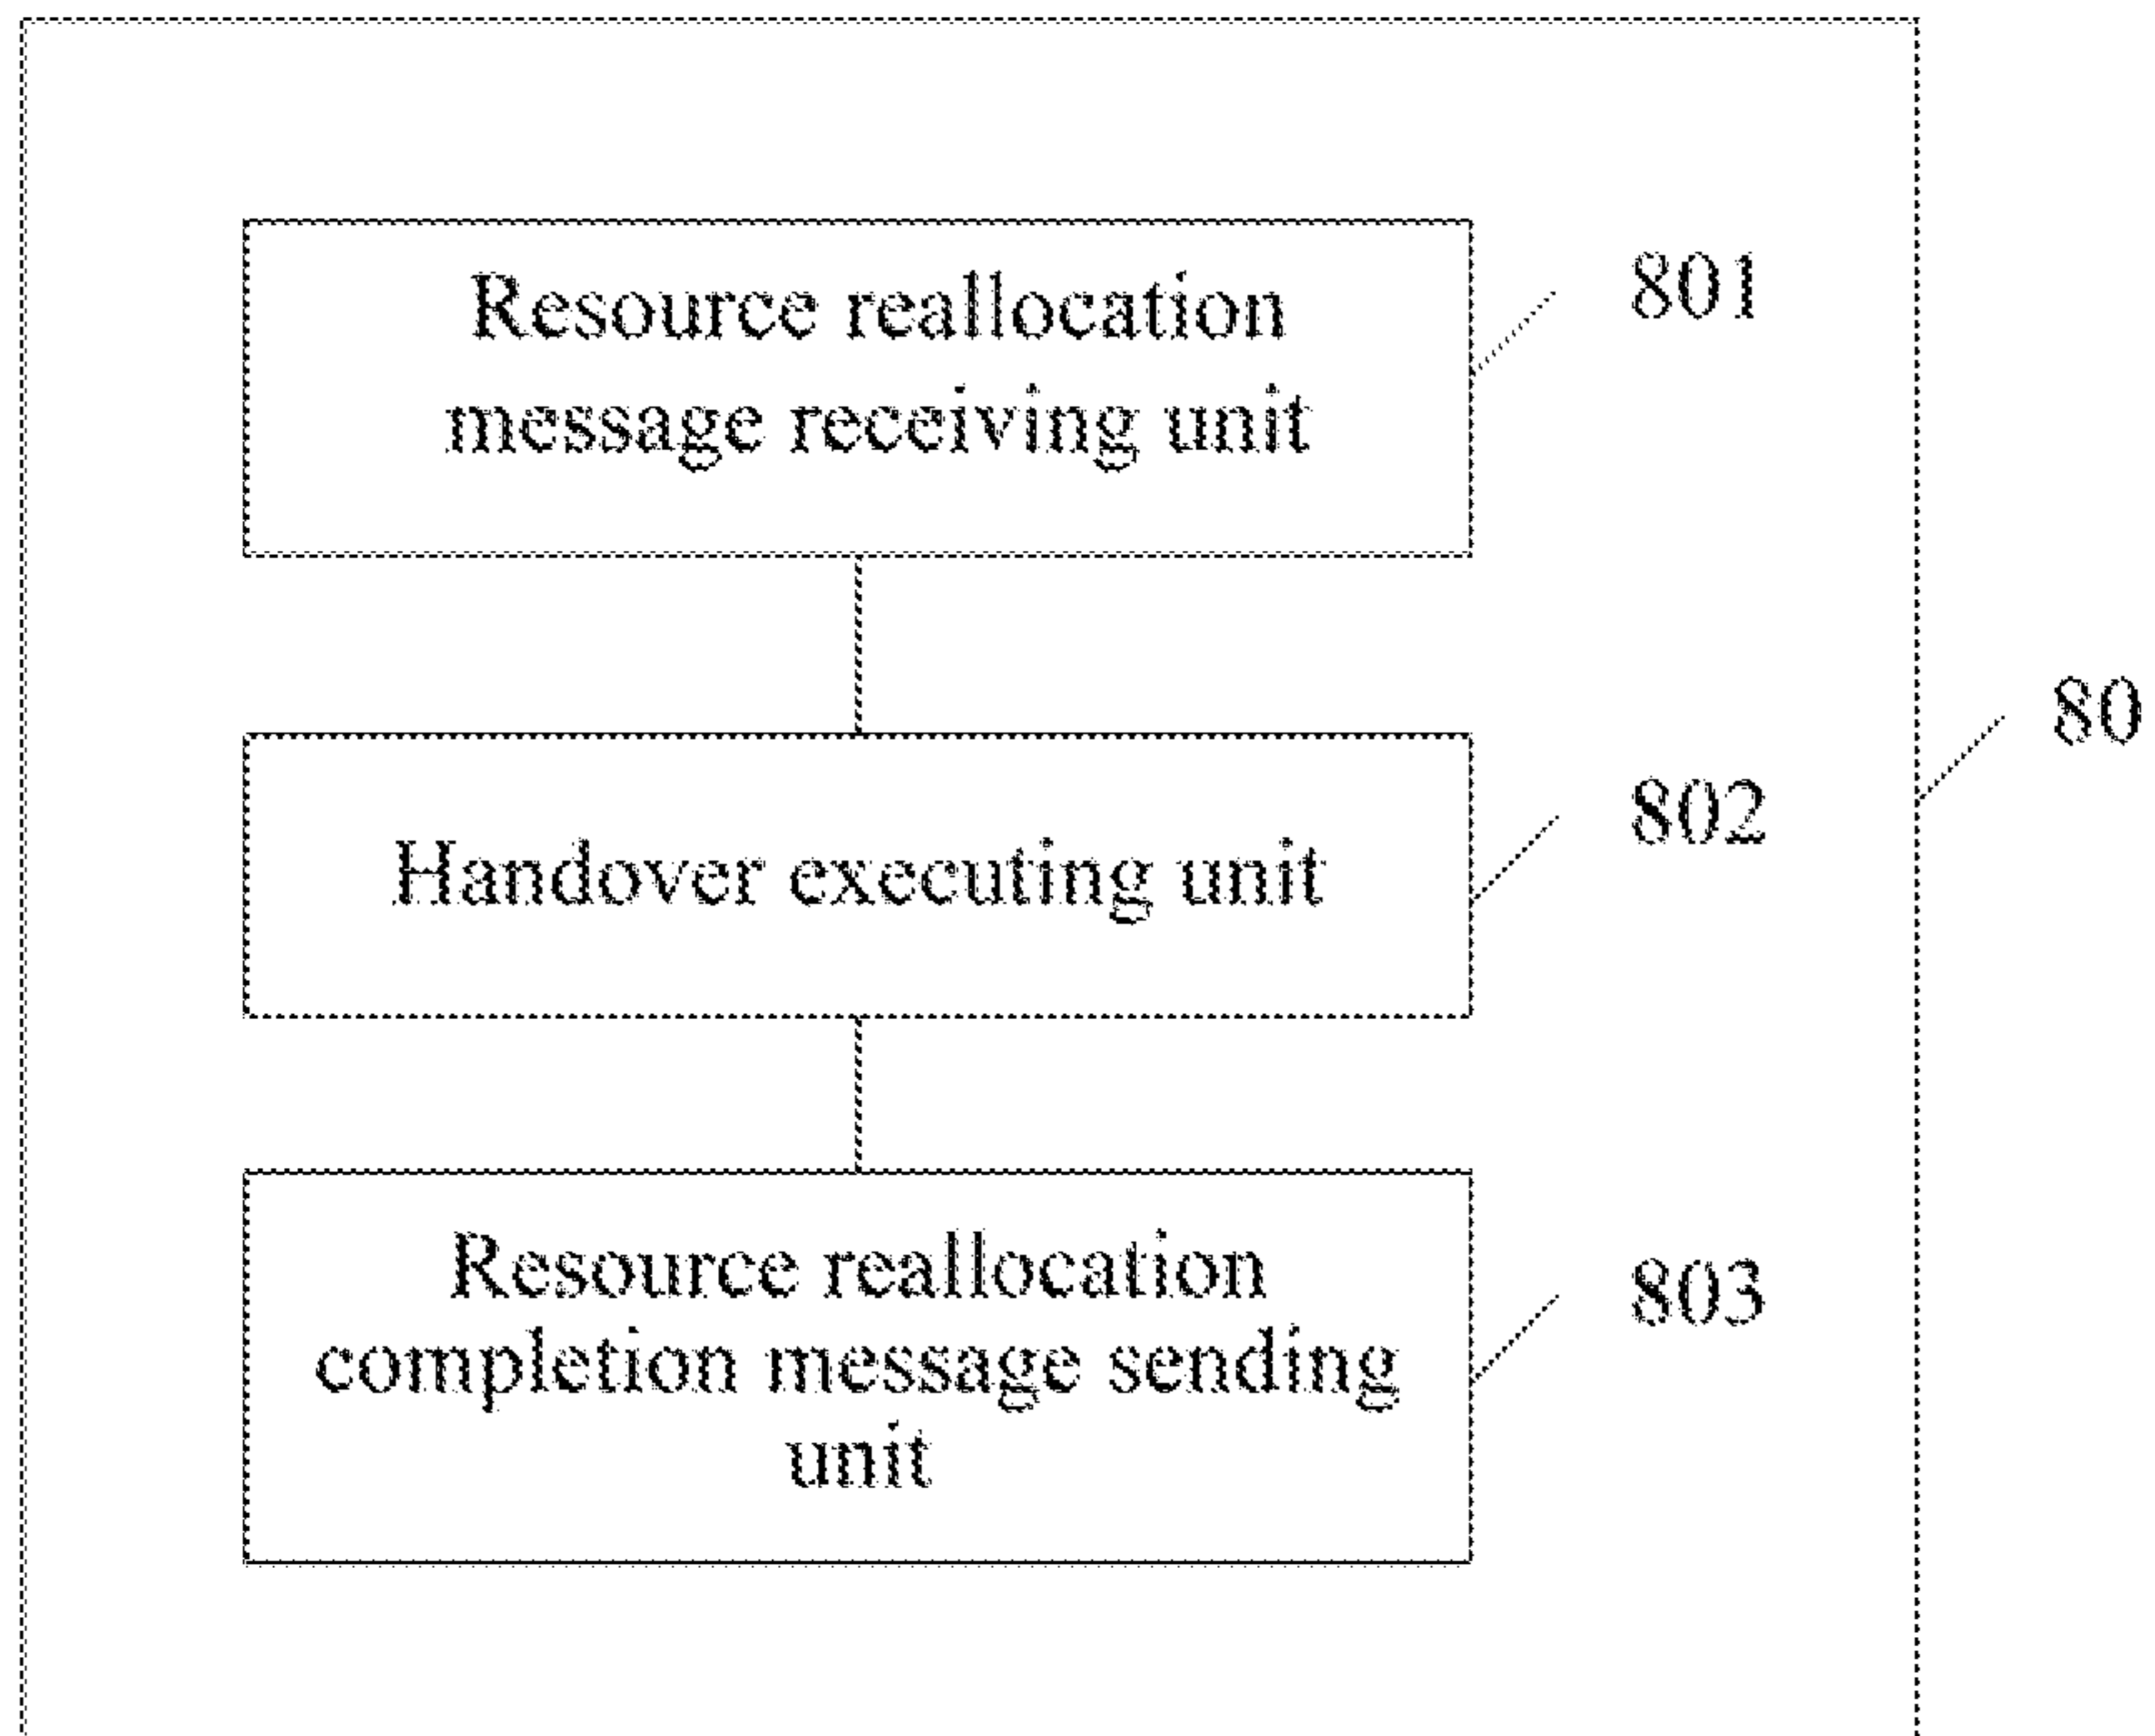 Resource reallocation
message receiving unit
801
80
Handover executing unit
802
Resource reallocation
completion message sending
unit
803